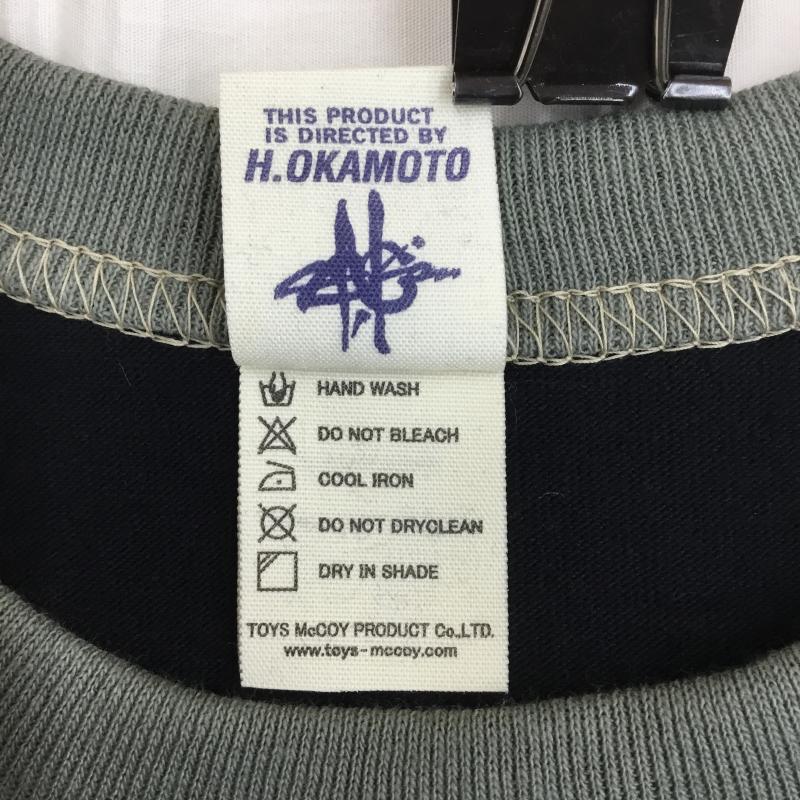 THIS PRODUCT
IS DIRECTED BY
H.OKAMOTO
HAND WASH
DO NOT BLEACH
COOL IRON
DO NOT DRYCLEAN
DRY IN SHADE
TOYS McCOY PRODUCT Co.,LTD.
www.toys-mccoy.com